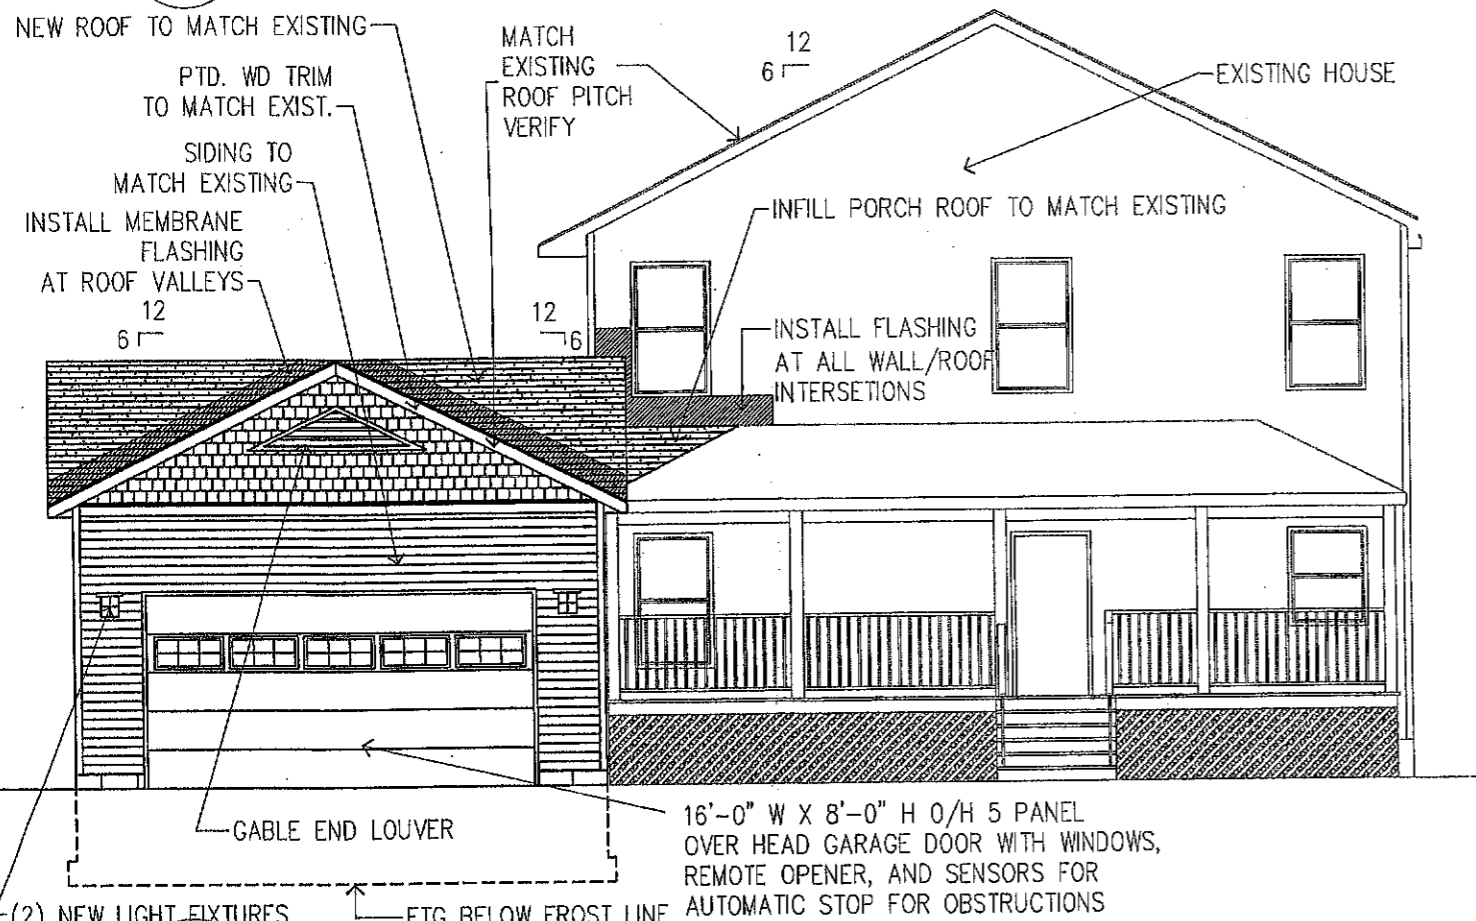 NEW ROOF TO MATCH EXISTING
PTD. WD TRIM
TO MATCH EXIST.
SIDING TO
MATCH EXISTING
INSTALL MEMBRANE
FLASHING
AT ROOF VALLEYS
12
6
MATCH
EXISTING
ROOF PITCH
VERIFY
12
6
EXISTING HOUSE
INFILL PORCH ROOF TO MATCH EXISTING
12
6
INSTALL FLASHING
AT ALL WALL/ROOF
INTERSETIONS
GABLE END LOUVER
16'-0" W X 8'-0" H O/H 5 PANEL
OVER HEAD GARAGE DOOR WITH WINDOWS,
REMOTE OPENER, AND SENSORS FOR
AUTOMATIC STOP FOR OBSTRUCTIONS
(2) NEW LIGHT FIXTURES
FTG BELOW FROST LINE